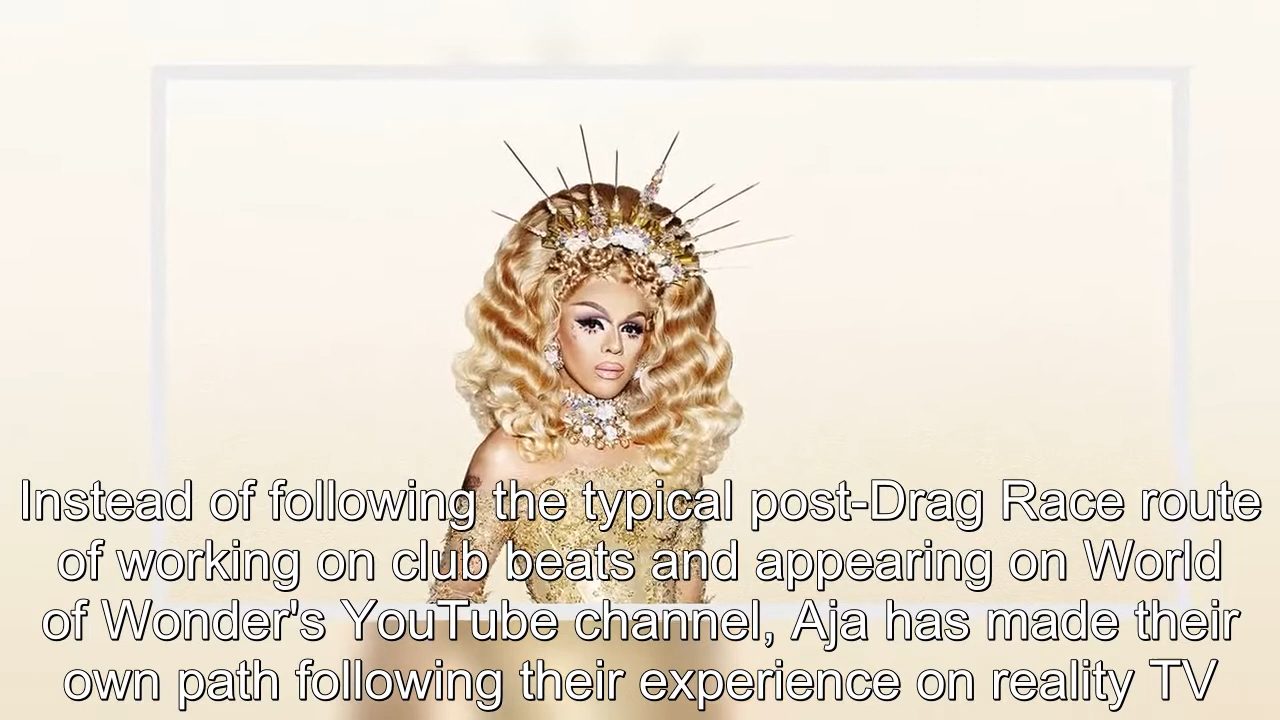 Instead of following the typical post-Drag Race route
of working on club beats and appearing on World
of Wonder's YouTube channel, Aja has made their
own path following their experience on reality TV